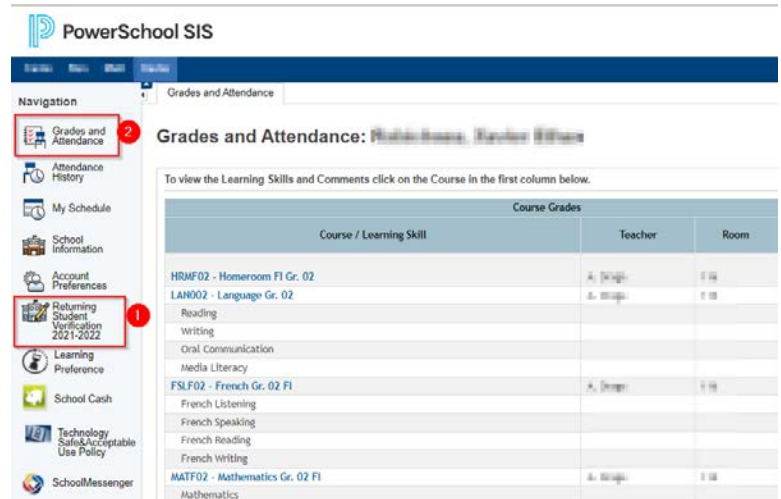 PowerSchool SIS
Navigation
Grades and Attendance
Grades and
Attendance
2
Attendance
History
My Schedule
School
Information
Account
Preferences
Returning
Student
Verification
2021-2022
1
Learning
Preference
School Cash
Technology
Safe&Acceptable
Use Policy
SchoolMessenger
Grades and Attendance:
To view the Learning Skills and Comments click on the Course in the first column below.
Course Grades
Course / Learning Skill Teacher Room
HRMF02 - Homeroom FI Gr. 02
LAN002 - Language Gr. 02
Reading
Writing
Oral Communication
Media Literacy
FSLF02 - French Gr. 02 FI
French Listening
French Speaking
French Reading
French Writing
MATF02 - Mathematics Gr. 02 FI
Mathematics